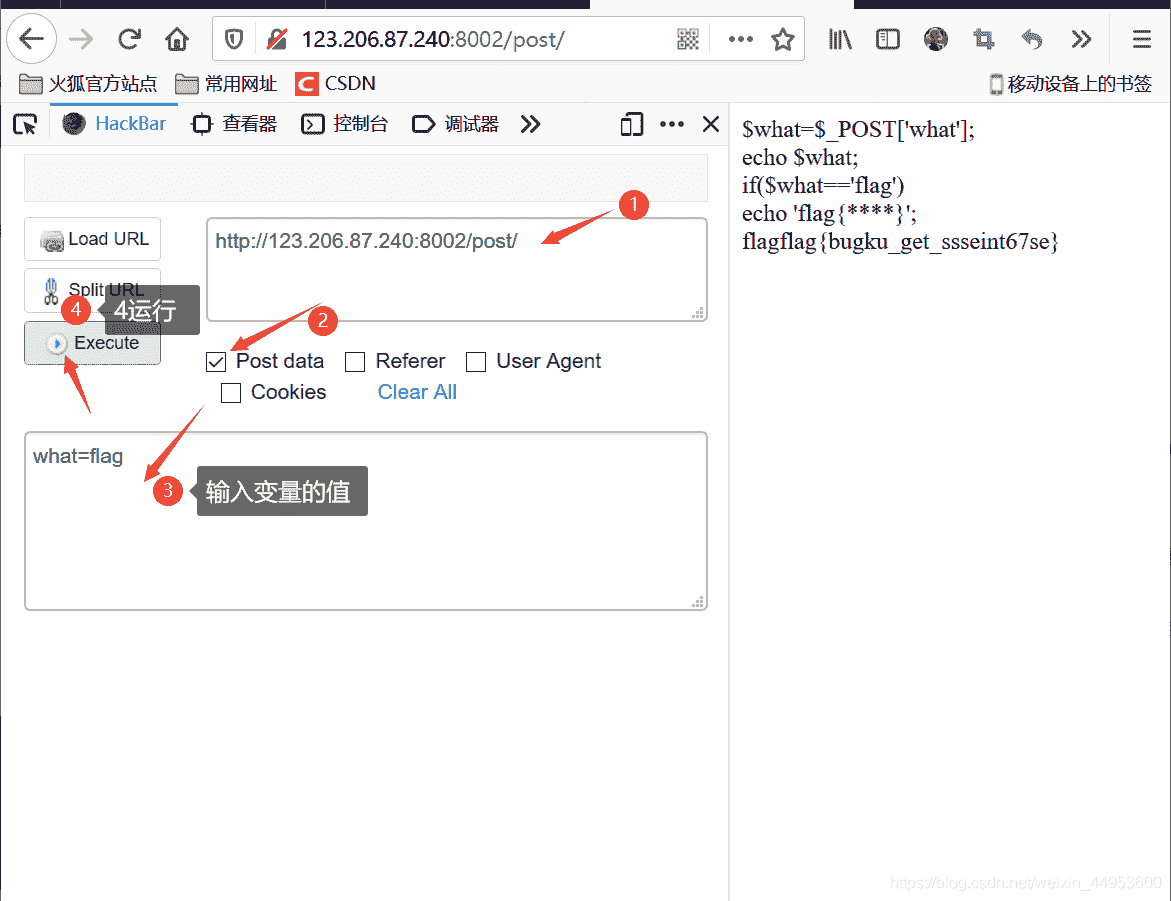 123.206.87.240:8002/post/
火狐官方站点 常用网址 CSDN 移动设备上的书签
HackBar 查看器 控制台 调试器
Load URL
Split URL
Execute
4
4运行
http://123.206.87.240:8002/post/
1
2
Post data Referer User Agent
Cookies Clear All
what=flag
3
输入变量的值
$what=$_POST['what'];
echo $what;
if($what=='flag')
echo 'flag{****}';
flagflag{bugku_get_ssseint67se}
https://blog.csdn.net/weixin_44953600